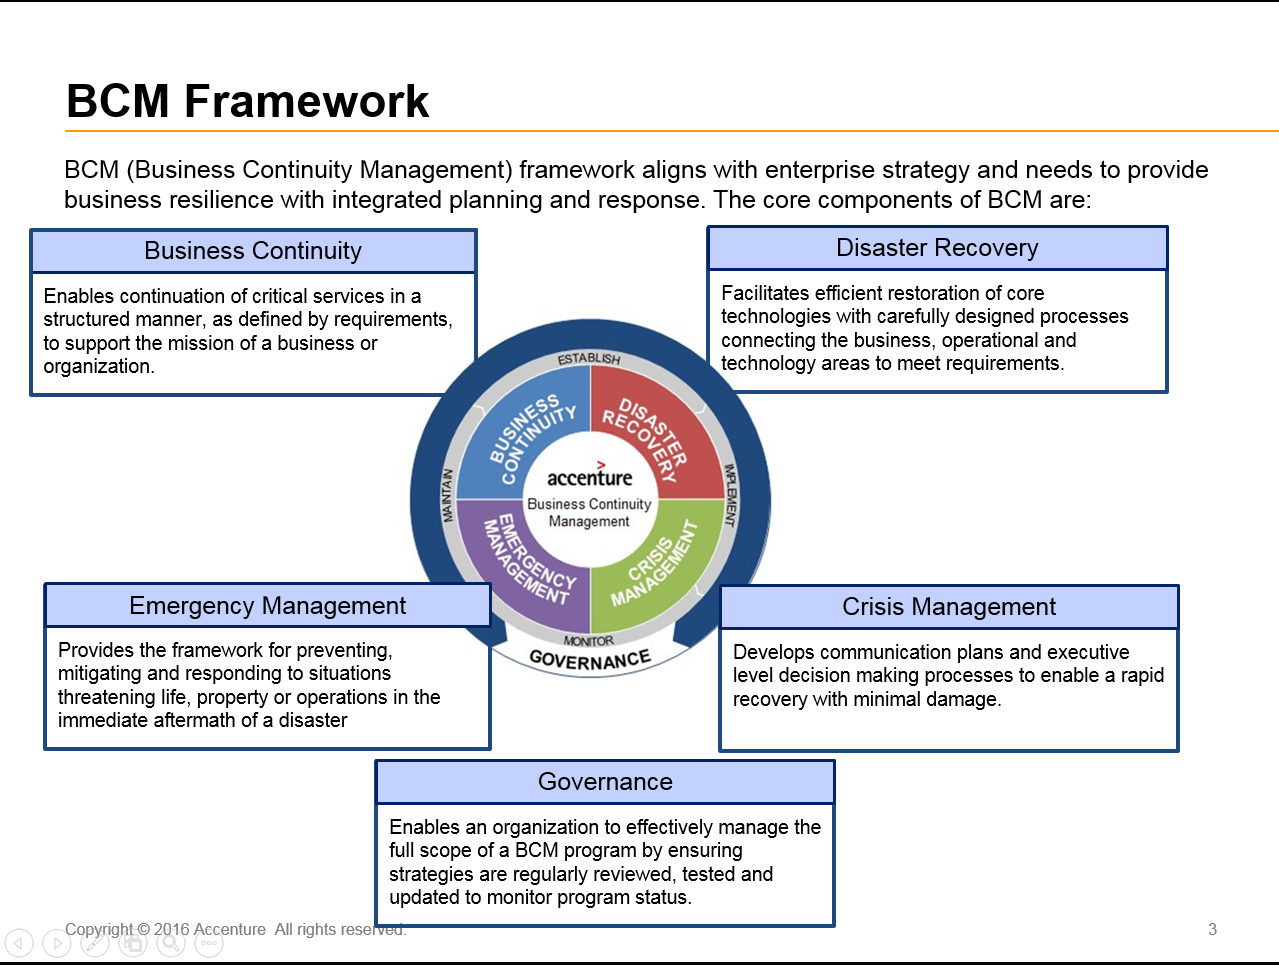 BCM Framework
BCM (Business Continuity Management) framework aligns with enterprise strategy and needs to provide
business resilience with integrated planning and response. The core components of BCM are:
Business Continuity
Enables continuation of critical services in a
structured manner, as defined by requirements,
to support the mission of a business or
organization.
Disaster Recovery
Facilitates efficient restoration of core
technologies with carefully designed processes
connecting the business, operational and
technology areas to meet requirements.
ESTABLISH
IMPLEMENT
MONITOR
MAINTAIN
BUSINESS
CONTINUITY
DISASTER
RECOVERY
>
accenture
Business Continuity
Management
EMERGENCY
MANAGEMENT
CRISIS
MANAGEMENT
GOVERNANCE
Emergency Management
Provides the framework for preventing,
mitigating and responding to situations
threatening life, property or operations in the
immediate aftermath of a disaster
Crisis Management
Develops communication plans and executive
level decision making processes to enable a rapid
recovery with minimal damage.
Governance
Enables an organization to effectively manage the
full scope of a BCM program by ensuring
strategies are regularly reviewed, tested and
updated to monitor program status.
Copyright © 2016 Accenture  All rights reserved.
3